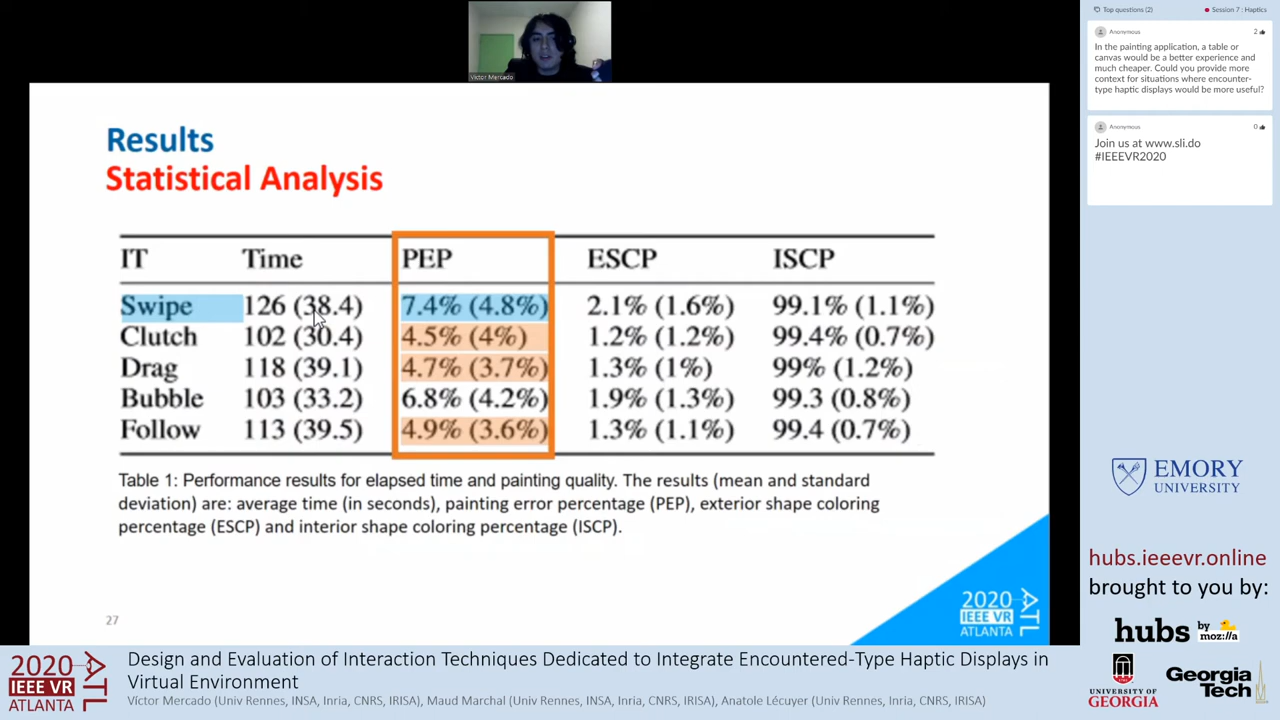 Victor Mercado
Results
Statistical Analysis
IT Time PEP ESCP ISCP
Swipe 126 (38.4) 7.4% (4.8%) 2.1% (1.6%) 99.1% (1.1%)
Clutch 102 (30.4) 4.5% (4%) 1.2% (1.2%) 99.4% (0.7%)
Drag 118 (39.1) 4.7% (3.7%) 1.3% (1%) 99% (1.2%)
Bubble 103 (33.2) 6.8% (4.2%) 1.9% (1.3%) 99.3 (0.8%)
Follow 113 (39.5) 4.9% (3.6%) 1.3% (1.1%) 99.4 (0.7%)
Table 1: Performance results for elapsed time and painting quality. The results (mean and standard
deviation) are: average time (in seconds), painting error percentage (PEP), exterior shape coloring
percentage (ESCP) and interior shape coloring percentage (ISCP).
27
2020
IEEE VR
ATLANTA
ATL
Top questions (2) Session 7 : Haptics
Anonymous 2
In the painting application, a table or
canvas would be a better experience and
much cheaper. Could you provide more
context for situations where encounter-
type haptic displays would be more useful?
Anonymous 0
Join us at www.sli.do
#IEEEVR2020
EMORY
UNIVERSITY
hubs.ieeevr.online
brought to you by:
hubs by
moz://a
UNIVERSITY OF
GEORGIA
Georgia
Tech
2020
IEEE VR
ATLANTA
ATL
Design and Evaluation of Interaction Techniques Dedicated to Integrate Encountered-Type Haptic Displays in
Virtual Environment
Víctor Mercado (Univ Rennes, INSA, Inria, CNRS, IRISA), Maud Marchal (Univ Rennes, INSA, Inria, CNRS, IRISA), Anatole Lécuyer (Univ Rennes, Inria, CNRS, IRISA)